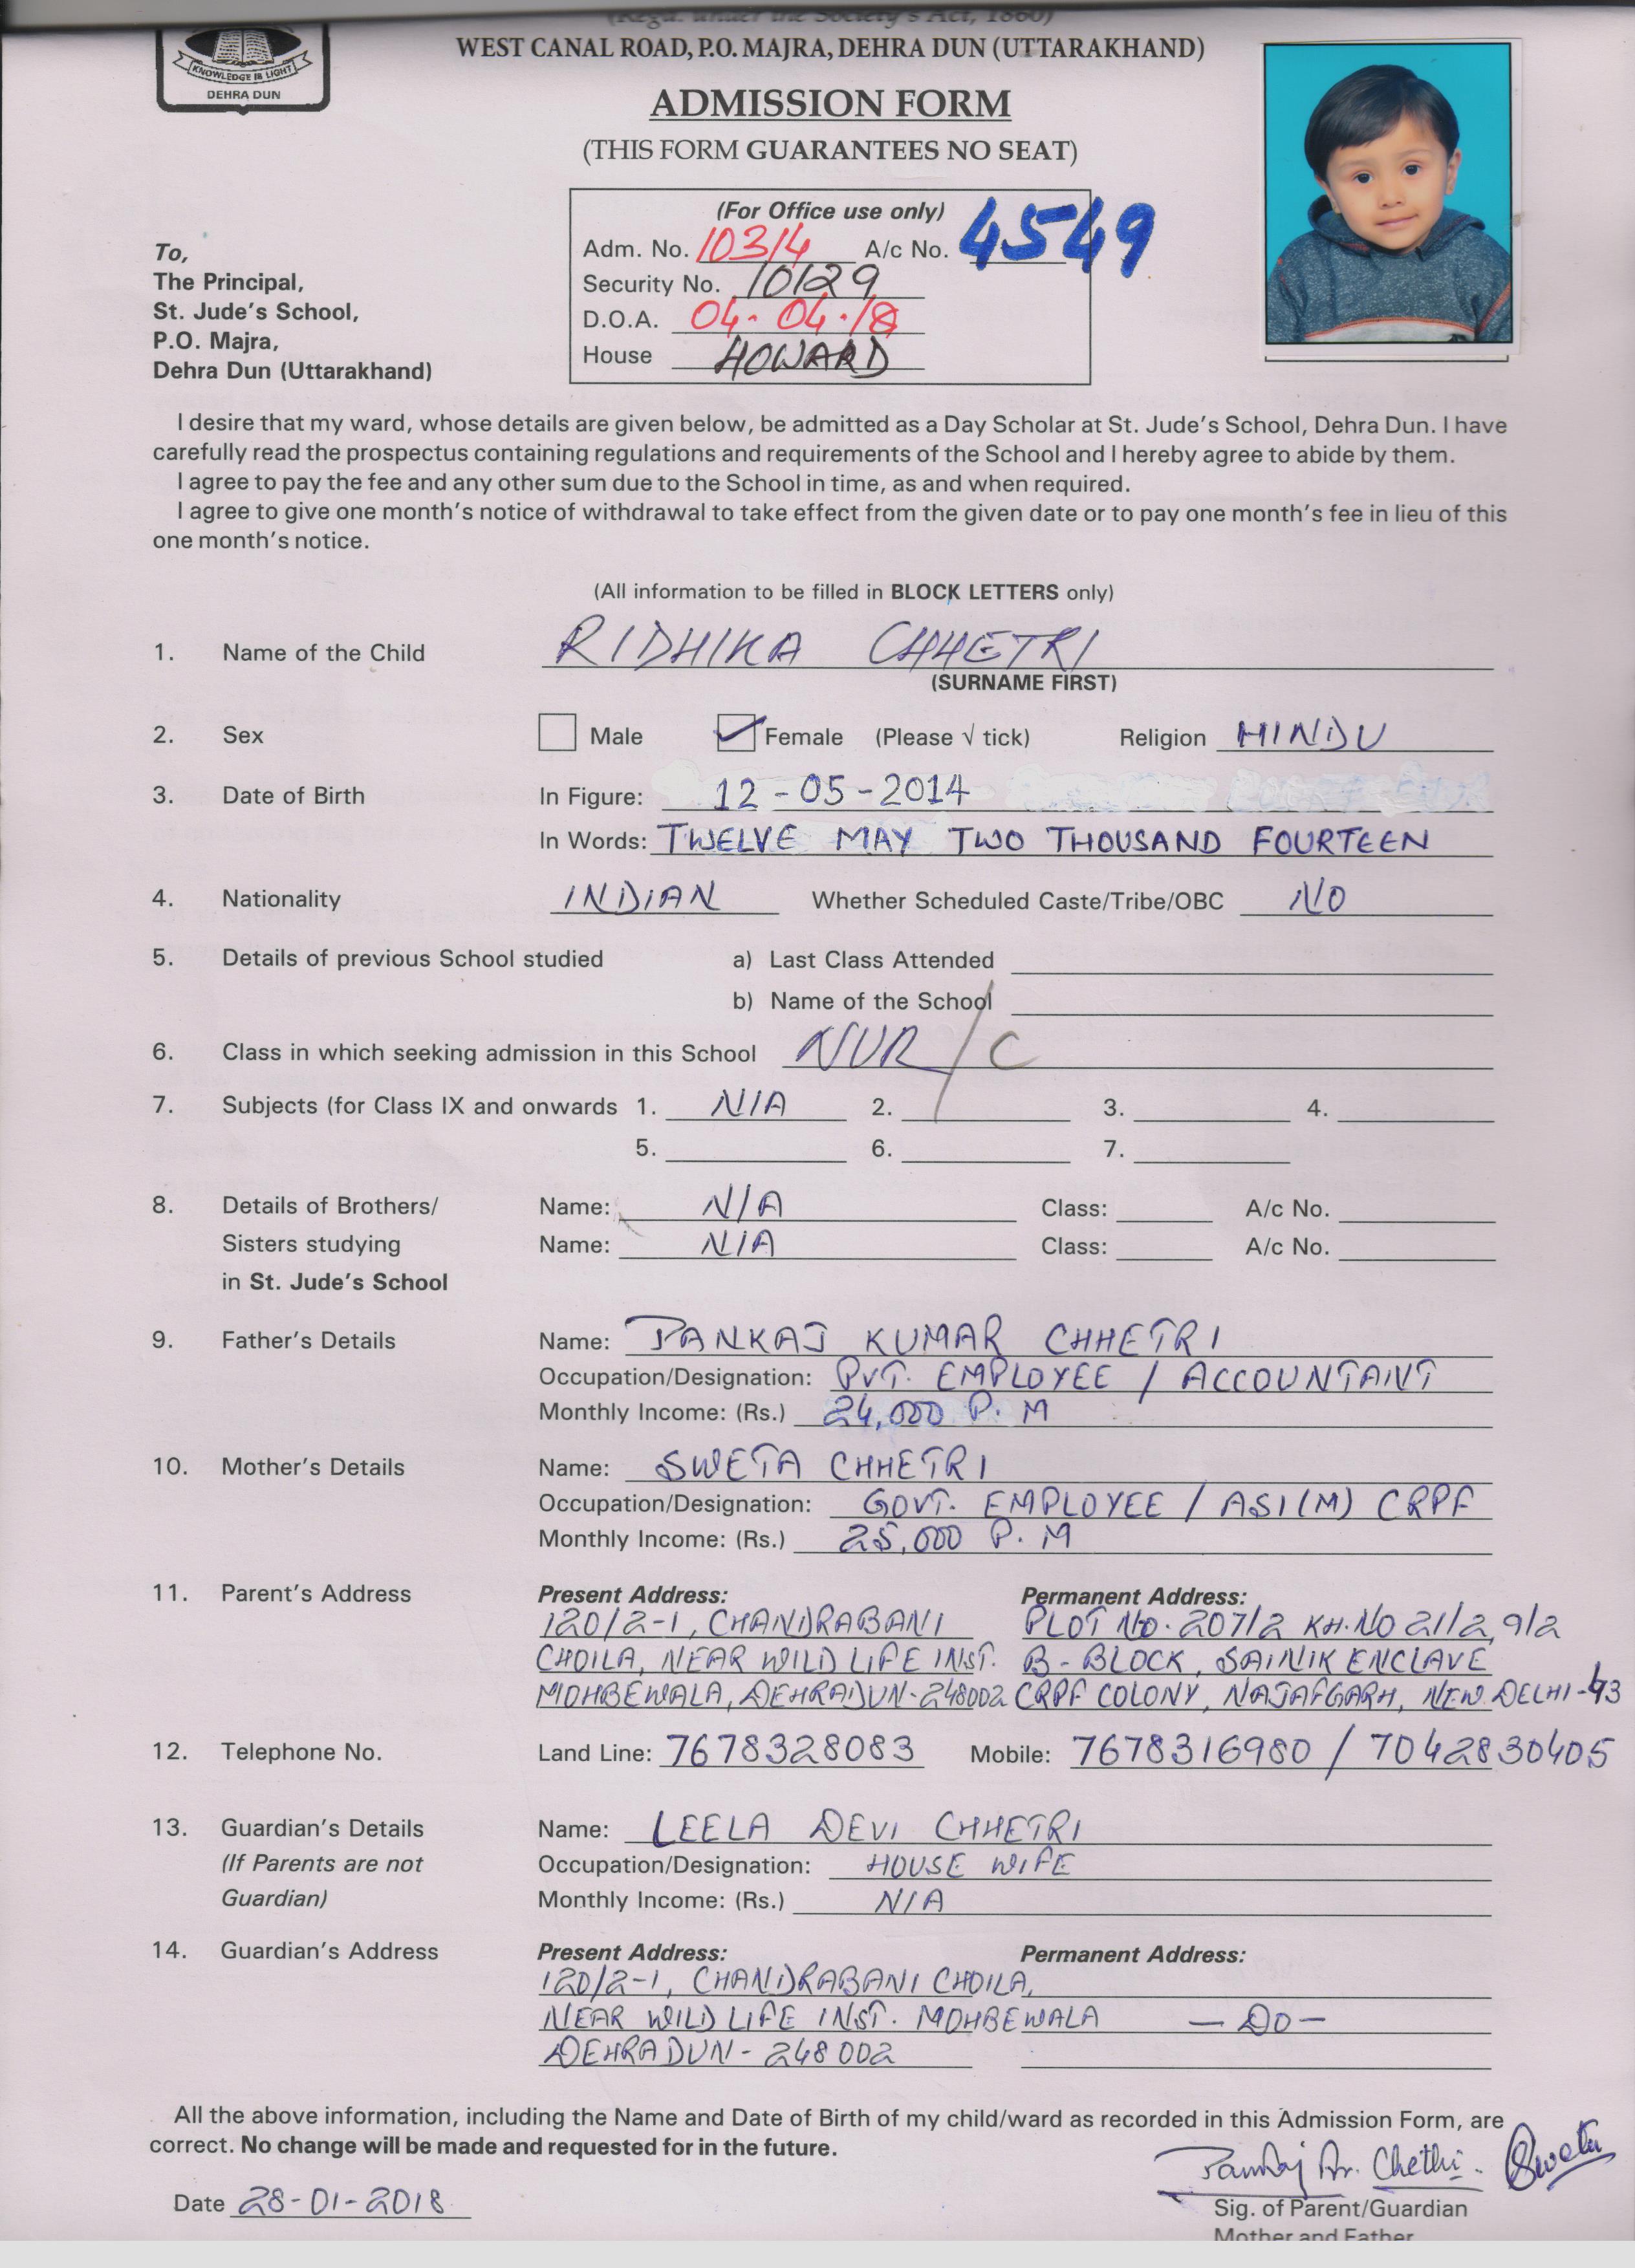 (Regd. under the Society's Act, 1860)
WEST CANAL ROAD, P.O. MAJRA, DEHRA DUN (UTTARAKHAND)
KNOWLEDGE IS LIGHT
DEHRA DUN
ADMISSION FORM
(THIS FORM GUARANTEES NO SEAT)
(For Office use only)
Adm. No. 10314 A/c No. 4549
Security No. 10129
D.O.A. 04.04.18
House HOWARD
To,
The Principal,
St. Jude's School,
P.O. Majra,
Dehra Dun (Uttarakhand)
I desire that my ward, whose details are given below, be admitted as a Day Scholar at St. Jude's School, Dehra Dun. I have
carefully read the prospectus containing regulations and requirements of the School and I hereby agree to abide by them.
I agree to pay the fee and any other sum due to the School in time, as and when required.
I agree to give one month's notice of withdrawal to take effect from the given date or to pay one month's fee in lieu of this
one month's notice.
(All information to be filled in BLOCK LETTERS only)
1. Name of the Child RIDHIKA CHHETRI
(SURNAME FIRST)
2. Sex Male Female (Please √ tick) Religion HINDU
3. Date of Birth In Figure: 12-05-2014
In Words: TWELVE MAY TWO THOUSAND FOURTEEN
4. Nationality INDIAN Whether Scheduled Caste/Tribe/OBC NO
5. Details of previous School studied a) Last Class Attended
b) Name of the School
6. Class in which seeking admission in this School NUR/C
7. Subjects (for Class IX and onwards 1. N/A 2. 3. 4.
5. 6. 7.
8. Details of Brothers/ Name: N/A Class: A/c No.
Sisters studying Name: N/A Class: A/c No.
in St. Jude's School
9. Father's Details Name: PANKAJ KUMAR CHHETRI
Occupation/Designation: PVT. EMPLOYEE / ACCOUNTAINT
Monthly Income: (Rs.) 24,000 P.M
10. Mother's Details Name: SWETA CHHETRI
Occupation/Designation: GOVT. EMPLOYEE / ASI(M) CRPF
Monthly Income: (Rs.) 25,000 P.M
11. Parent's Address Present Address: Permanent Address:
120/2-1, CHANDRABANI PLOT NO. 207/2 KH.NO 21/2, 9/2
CHOILA, NEAR WILD LIFE INST. B-BLOCK, SAINIK ENCLAVE
MOHBEWALA, DEHRADUN-248002 CRPF COLONY, NAJAFGARH, NEW DELHI-43
12. Telephone No. Land Line: 7678328083 Mobile: 7678316980 / 7042830405
13. Guardian's Details Name: LEELA DEVI CHHETRI
(If Parents are not Occupation/Designation: HOUSE WIFE
Guardian) Monthly Income: (Rs.) N/A
14. Guardian's Address Present Address: Permanent Address:
120/2-1, CHANDRABANI CHOILA,
NEAR WILD LIFE INST. MOHBEWALA — DO —
DEHRADUN-248002
All the above information, including the Name and Date of Birth of my child/ward as recorded in this Admission Form, are
correct. No change will be made and requested for in the future.
Pankaj Kr. Chethi. Sweta
Date 28-01-2018 Sig. of Parent/Guardian
Mother and Father